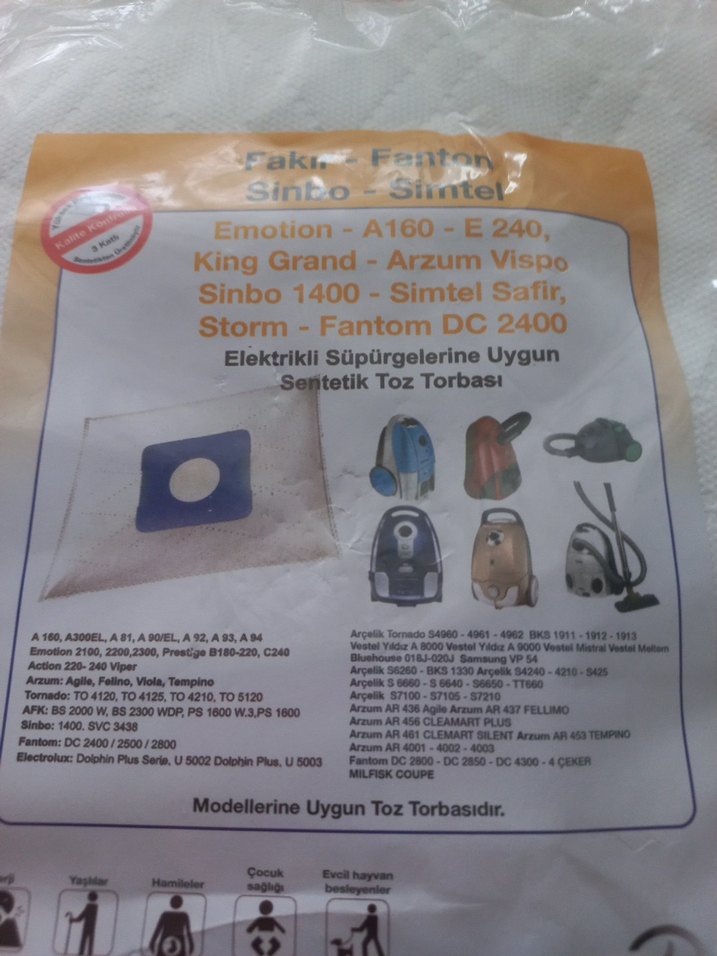 Fakır - Fanton
Sinbo - Simtel
Kalite Kontrol
3 Katlı
Sentetikten Üretilmiştir
Emotion - A160 - E 240,
King Grand - Arzum Vispo
Sinbo 1400 - Simtel Safir,
Storm - Fantom DC 2400
Elektrikli Süpürgelerine Uygun
Sentetik Toz Torbası
A 160, A300EL, A 81, A 90/EL, A 92, A 93, A 94
Emotion 2100, 2200,2300, Prestige B180-220, C240
Action 220- 240 Viper
Arzum: Agile, Felino, Viola, Tempino
Tornado: TO 4120, TO 4125, TO 4210, TO 5120
AFK: BS 2000 W, BS 2300 WDP, PS 1600 W.3,PS 1600
Sinbo: 1400. SVC 3438
Fantom: DC 2400 / 2500 / 2800
Electrolux: Dolphin Plus Serie, U 5002 Dolphin Plus, U 5003
Arçelik Tornado S4960 - 4961 - 4962 BKS 1911 - 1912 - 1913
Vestel Yıldız A 8000 Vestel Yıldız A 9000 Vestel Mistral Vestel Meltem
Bluehouse 018J-020J Samsung VP 54
Arçelik S6260 - BKS 1330 Arçelik S4240 - 4210 - S425
Arçelik S 6660 - S 6640 - S6650 - TT660
Arçelik S7100 - S7105 - S7210
Arzum AR 436 Agile Arzum AR 437 FELLIMO
Arzum AR 456 CLEAMART PLUS
Arzum AR 461 CLEMART SILENT Arzum AR 453 TEMPINO
Arzum AR 4001 - 4002 - 4003
Fantom DC 2800 - DC 2850 - DC 4300 - 4 ÇEKER
MILFISK COUPE
Modellerine Uygun Toz Torbasıdır.
Yaşlılar
Hamileler
Çocuk
sağlığı
Evcil hayvan
besleyenler